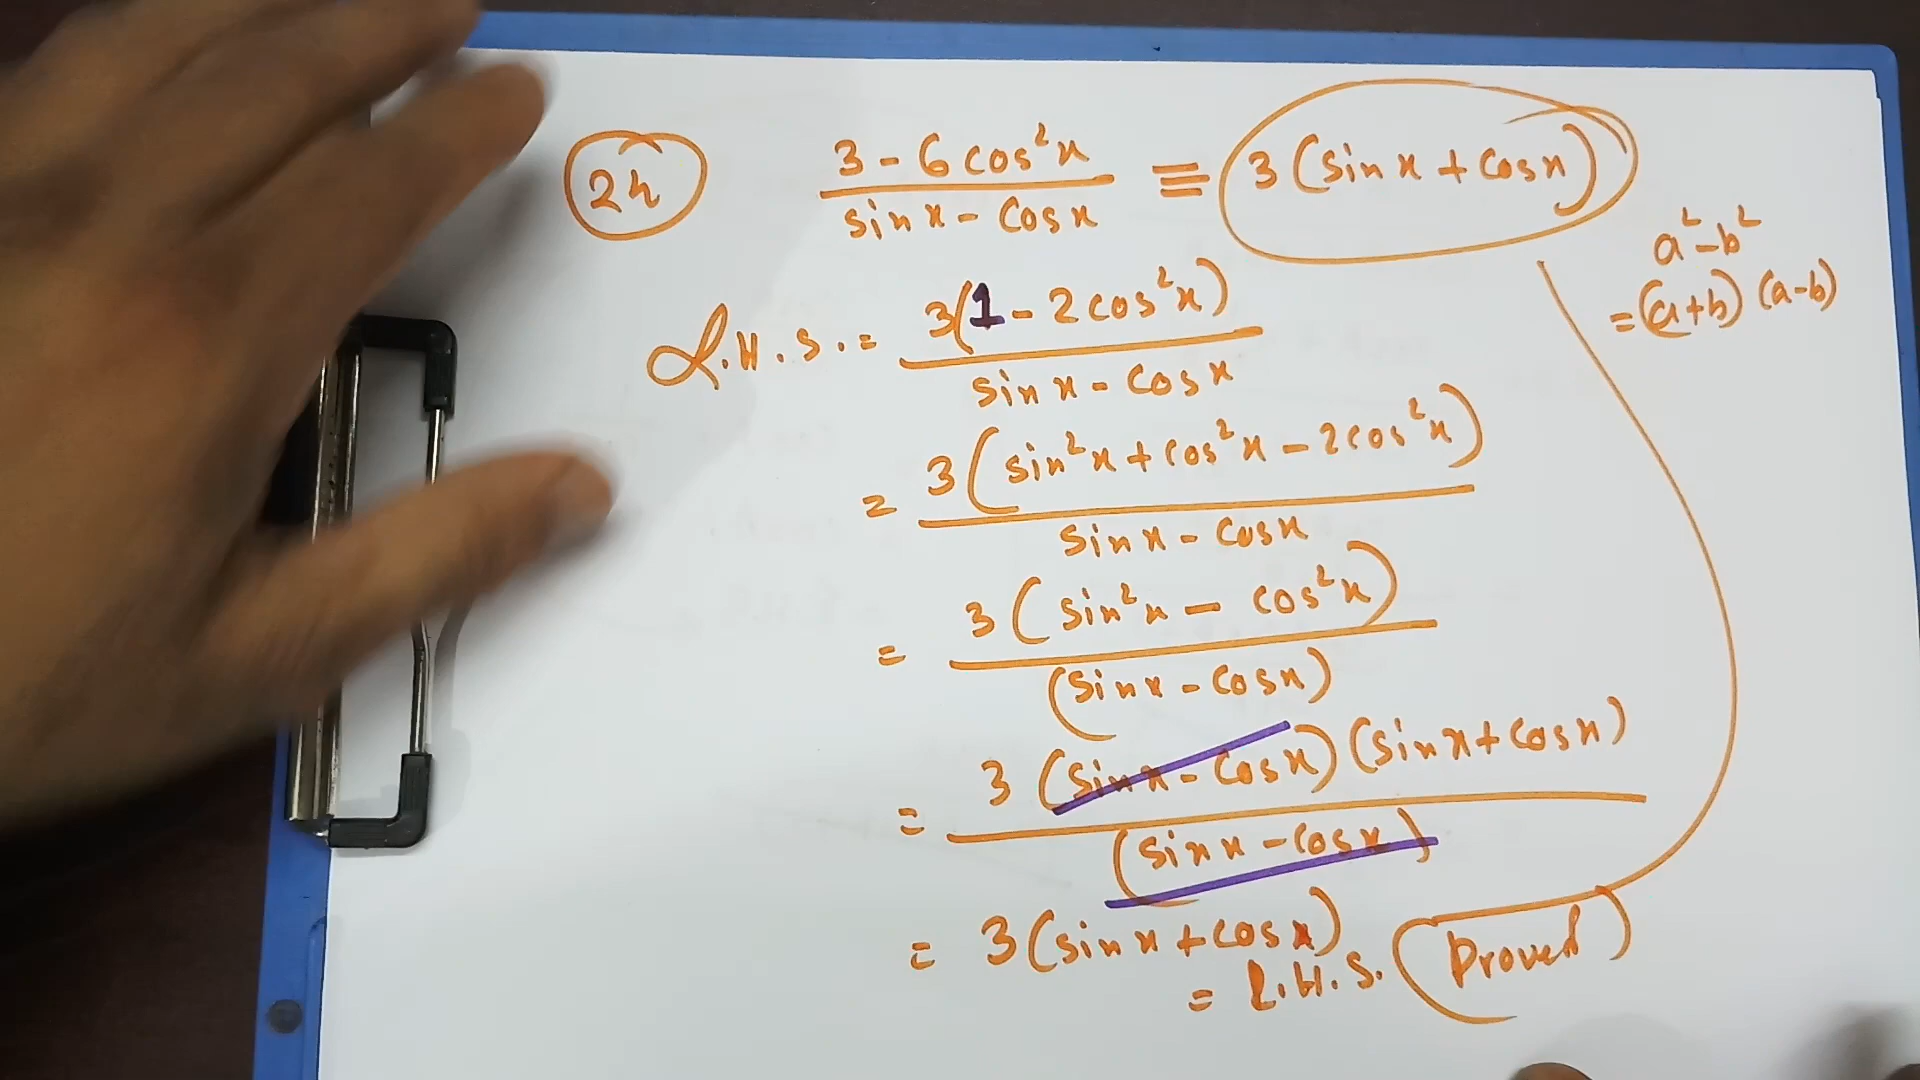 24
3 - 6 cos²x / sin x - cos x ≡ 3 (sin x + cos x)
a² - b²
= (a+b) (a-b)
L.H.S. = 3(1 - 2cos²x) / sin x - cos x
= 3 (sin²x + cos²x - 2cos²x) / sin x - cos x
= 3 (sin²x - cos²x) / (sin x - cos x)
= 3 (sin x - cos x) (sin x + cos x) / (sin x - cos x)
= 3 (sin x + cos x)
= R.H.S. Proved